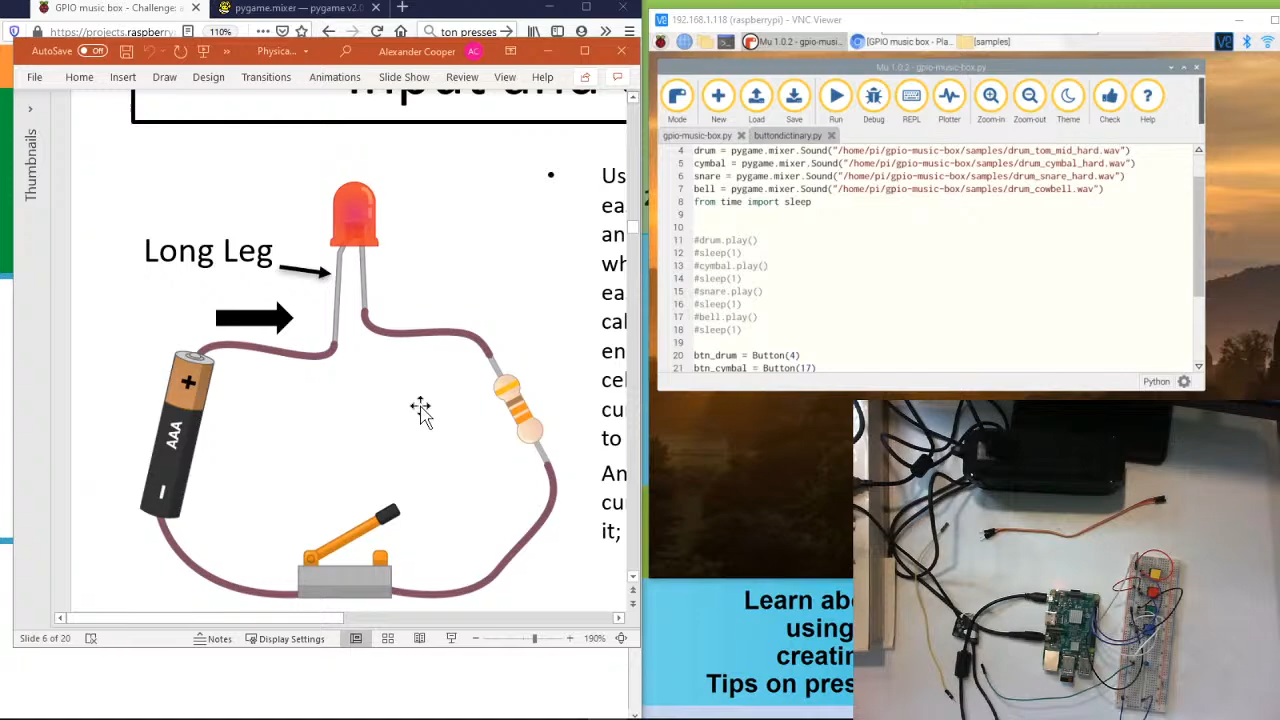 GPIO music box - Challenge: a
pygame.mixer — pygame v2.0.
https://projects.raspberry
110%
ton presses
AutoSave
Off
Physica...
Alexander Cooper
AC
File Home Insert Draw Transitions Animations Slide Show Review View Help
Thumbnails
Input and
Long Leg
+
AAA
Us
ea
an
wh
ea
cal
en
cel
cu
to
An
cu
it;
Slide 6 of 20
Notes
Display Settings
190%
192.168.1.118 (raspberrypi) - VNC Viewer
Mu 1.0.2 - gpio-musi...
[GPIO music box - Pla...
[samples]
Mu 1.0.2 - gpio-music-box.py
Mode New Load Save Run Debug REPL Plotter Zoom-in Zoom-out Theme Check Help
gpio-music-box.py
buttondictinary.py
4 drum = pygame.mixer.Sound("/home/pi/gpio-music-box/samples/drum_tom_mid_hard.wav")
5 cymbal = pygame.mixer.Sound("/home/pi/gpio-music-box/samples/drum_cymbal_hard.wav")
6 snare = pygame.mixer.Sound("/home/pi/gpio-music-box/samples/drum_snare_hard.wav")
7 bell = pygame.mixer.Sound("/home/pi/gpio-music-box/samples/drum_cowbell.wav")
8 from time import sleep
9
10
11 #drum.play()
12 #sleep(1)
13 #cymbal.play()
14 #sleep(1)
15 #snare.play()
16 #sleep(1)
17 #bell.play()
18 #sleep(1)
19
20 btn_drum = Button(4)
21 btn_cymbal = Button(17)
Python
Learn abo
using
creatin
Tips on pres